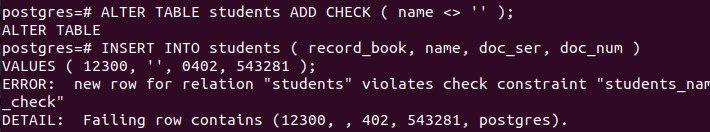 postgres=# ALTER TABLE students ADD CHECK ( name <> '' );
ALTER TABLE
postgres=# INSERT INTO students ( record_book, name, doc_ser, doc_num )
VALUES ( 12300, '', 0402, 543281 );
ERROR:  new row for relation "students" violates check constraint "students_nam
_check"
DETAIL:  Failing row contains (12300, , 402, 543281, postgres).